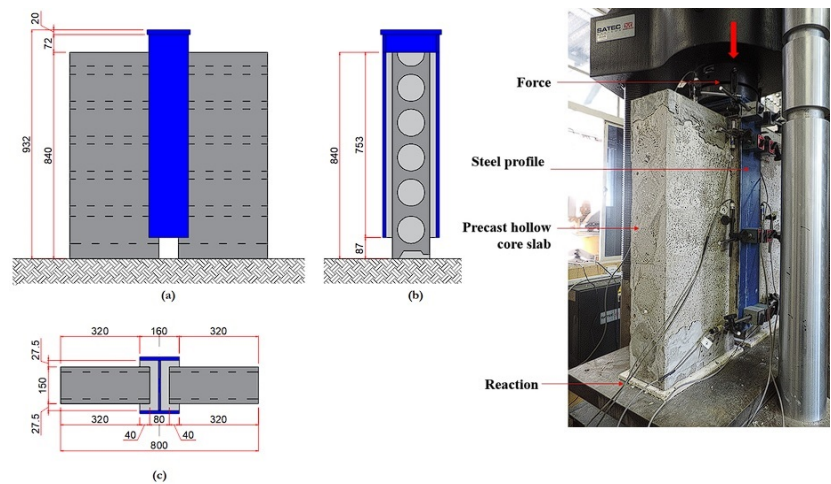 20
72
932
840
(a)
840
753
87
(b)
320
160
320
27.5
150
27.5
320
80
320
40
40
800
(c)
SATEC
Force
Steel profile
Precast hollow
core slab
Reaction